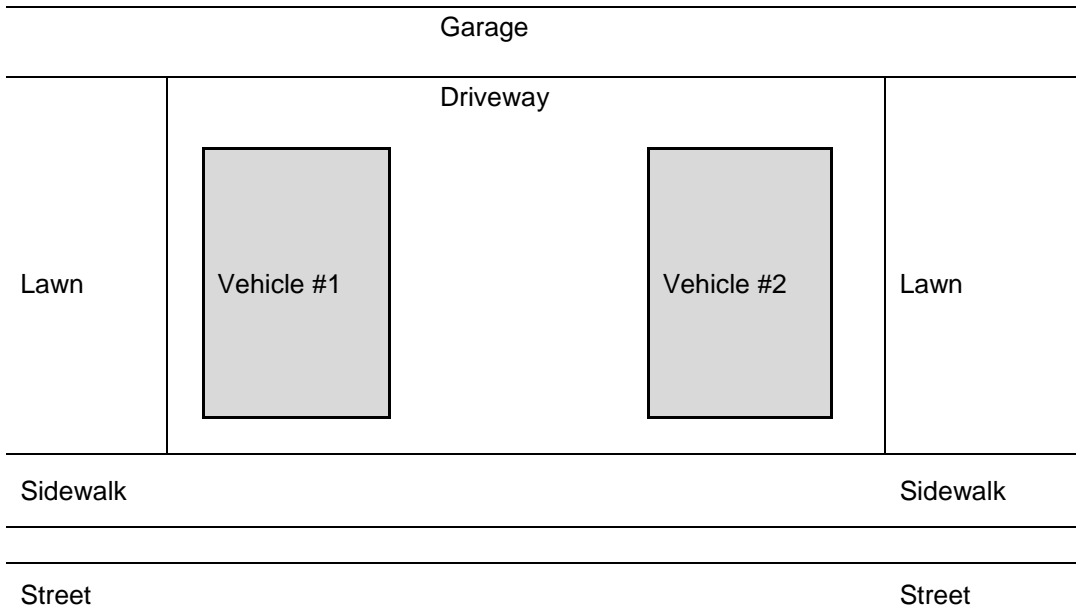 Garage
Driveway
Lawn Vehicle #1 Vehicle #2 Lawn
Sidewalk Sidewalk
Street Street